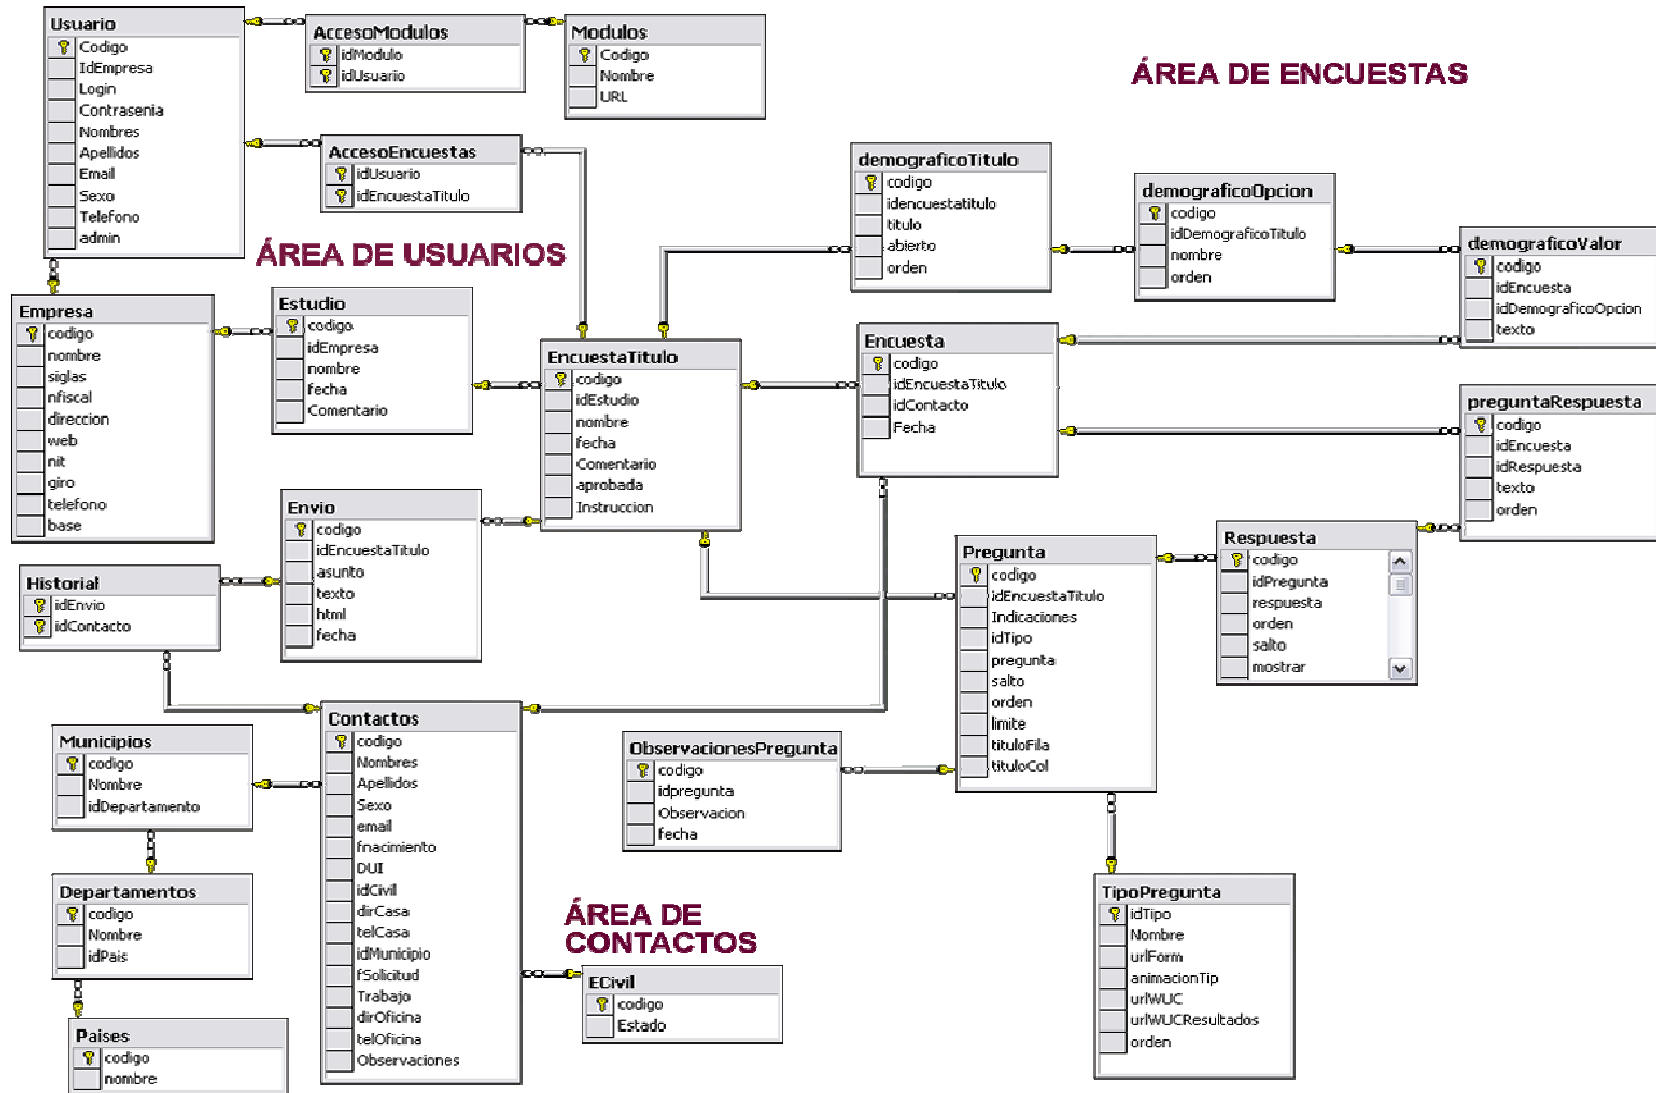 Usuario
Codigo
IdEmpresa
Login
Contrasenia
Nombres
Apellidos
Email
Sexo
Telefono
admin
AccesoModulos
idModulo
idUsuario
Modulos
Codigo
Nombre
URL
ÁREA DE ENCUESTAS
AccesoEncuestas
idUsuario
idEncuestaTitulo
ÁREA DE USUARIOS
demograficoTitulo
codigo
idencuestatitulo
titulo
abierto
orden
demograficoOpcion
codigo
idDemograficoTitulo
nombre
orden
demograficoValor
codigo
idEncuesta
idDemograficoOpcion
texto
Empresa
codigo
nombre
siglas
nfiscal
direccion
web
nit
giro
telefono
base
Estudio
codigo
idEmpresa
nombre
fecha
Comentario
EncuestaTitulo
codigo
idEstudio
nombre
fecha
Comentario
aprobada
Instruccion
Encuesta
codigo
idEncuestaTitulo
idContacto
Fecha
preguntaRespuesta
codigo
idEncuesta
idRespuesta
texto
orden
Envio
codigo
idEncuestaTitulo
asunto
texto
html
fecha
Historial
idEnvio
idContacto
Pregunta
codigo
idEncuestaTitulo
Indicaciones
idTipo
pregunta
salto
orden
limite
tituloFila
tituloCol
Respuesta
codigo
idPregunta
respuesta
orden
salto
mostrar
Contactos
codigo
Nombres
Apellidos
Sexo
email
fnacimiento
DUI
idCivil
dirCasa
telCasa
idMunicipio
fSolicitud
Trabajo
dirOficina
telOficina
Observaciones
Municipios
codigo
Nombre
idDepartamento
ObservacionesPregunta
codigo
idpregunta
Observacion
fecha
Departamentos
codigo
Nombre
idPais
ÁREA DE
CONTACTOS
TipoPregunta
idTipo
Nombre
urlForm
animacionTip
urlWUC
urlWUCResultados
orden
ECivil
codigo
Estado
Paises
codigo
nombre